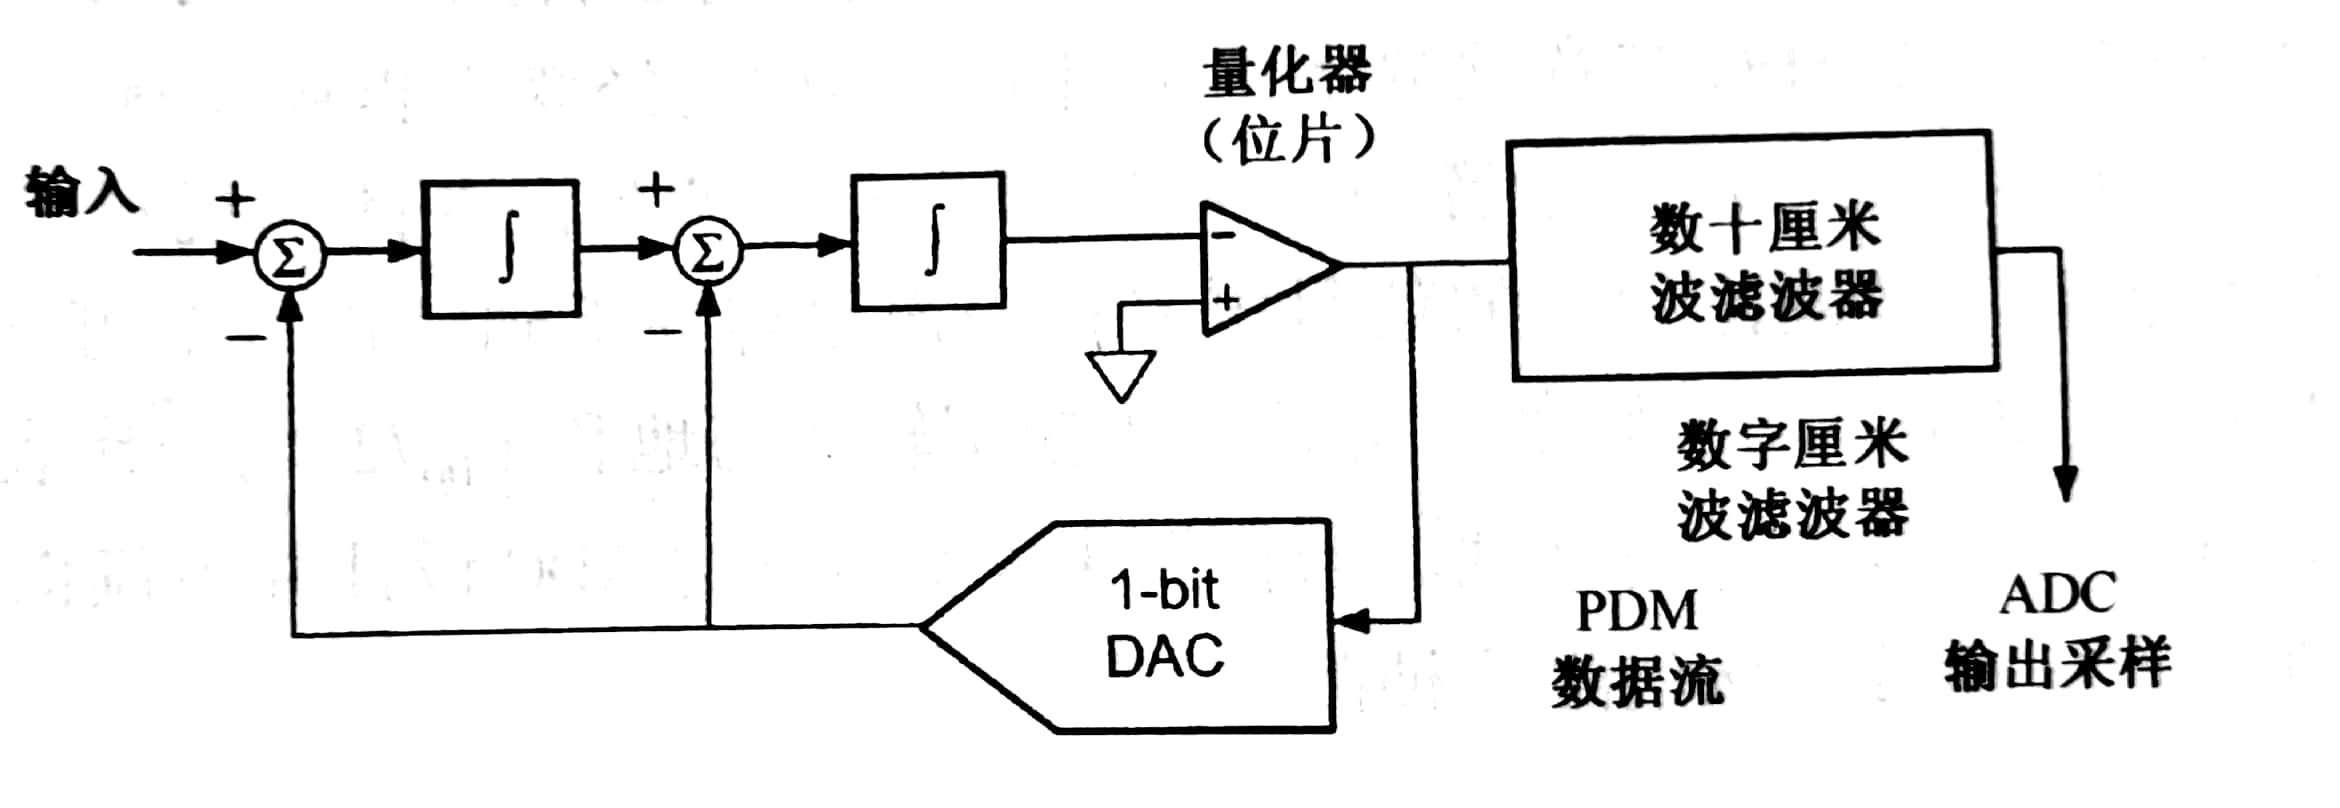 量化器
（位片）
输入
+
Σ
−
∫
+
Σ
−
∫
−
+
数十厘米
波滤波器
数字厘米
波滤波器
1-bit
DAC
PDM
数据流
ADC
输出采样